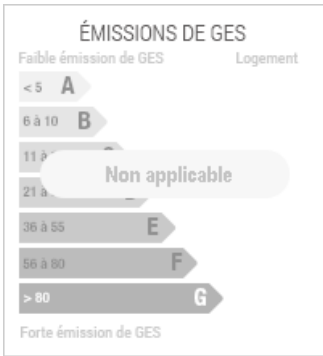 ÉMISSIONS DE GES
Faible émission de GES Logement
< 5 A
6 à 10 B
11 à
Non applicable
21 à
36 à 55 E
56 à 80 F
> 80 G
Forte émission de GES